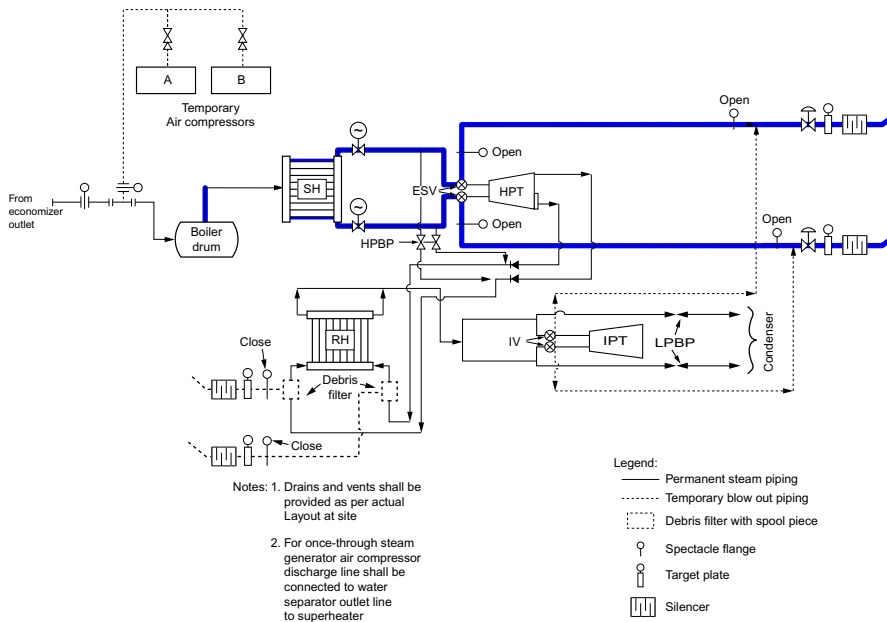 A
B
Temporary
Air compressors
Open
Open
SH
ESV
HPT
From
economizer
outlet
Boiler
drum
Open
Open
HPBP
RH
IV
IPT
LPBP
Condenser
Close
Debris
filter
Close
Notes: 1. Drains and vents shall be
provided as per actual
Layout at site
2. For once-through steam
generator air compressor
discharge line shall be
connected to water
separator outlet line
to superheater
Legend:
Permanent steam piping
Temporary blow out piping
Debris filter with spool piece
Spectacle flange
Target plate
Silencer